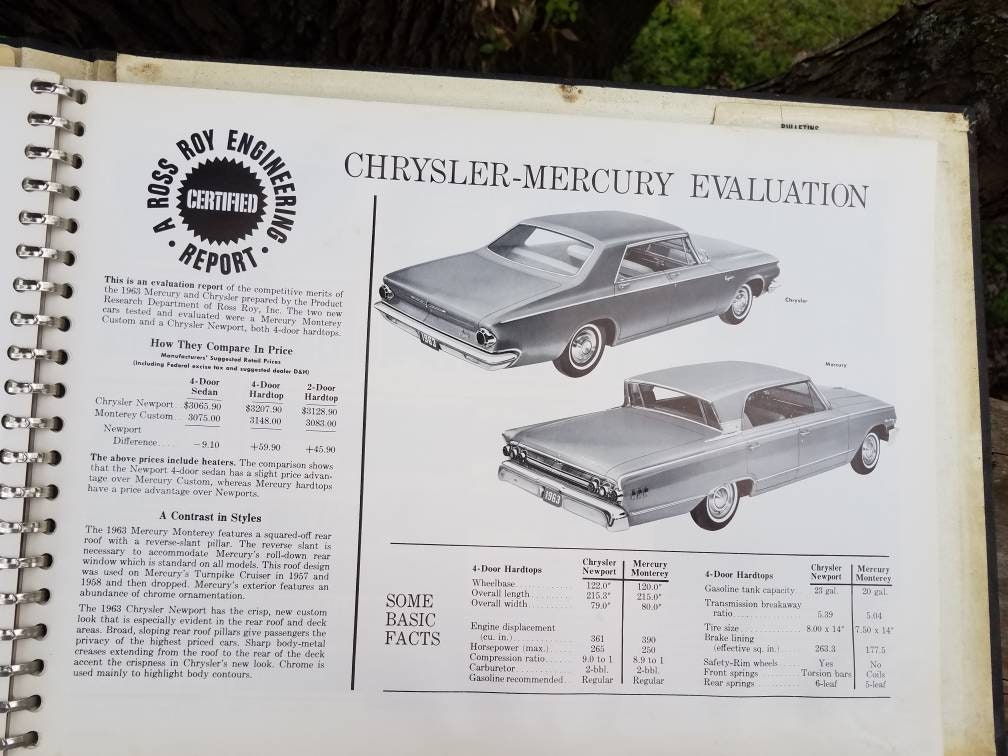 BULLETINS
A ROSS ROY ENGINEERING
CERTIFIED
• REPORT •
CHRYSLER-MERCURY EVALUATION
This is an evaluation report of the competitive merits of
the 1963 Mercury and Chrysler prepared by the Product
Research Department of Ross Roy, Inc. The two new
cars tested and evaluated were a Mercury Monterey
Custom and a Chrysler Newport, both 4-door hardtops.
How They Compare In Price
Manufacturers' Suggested Retail Prices
(Including Federal excise tax and suggested dealer D&H)
4-Door Sedan 4-Door Hardtop 2-Door Hardtop
Chrysler Newport $3065.90 $3207.90 $3128.90
Monterey Custom 3075.00 3148.00 3083.00
Newport
Difference.... −9.10 +59.90 +45.90
The above prices include heaters. The comparison shows
that the Newport 4-door sedan has a slight price advan-
tage over Mercury Custom, whereas Mercury hardtops
have a price advantage over Newports.
A Contrast in Styles
The 1963 Mercury Monterey features a squared-off rear
roof with a reverse-slant pillar. The reverse slant is
necessary to accommodate Mercury's roll-down rear
window which is standard on all models. This roof design
was used on Mercury's Turnpike Cruiser in 1957 and
1958 and then dropped. Mercury's exterior features an
abundance of chrome ornamentation.
The 1963 Chrysler Newport has the crisp, new custom
look that is especially evident in the rear roof and deck
areas. Broad, sloping rear roof pillars give passengers the
privacy of the highest priced cars. Sharp body-metal
creases extending from the roof to the rear of the deck
accent the crispness in Chrysler's new look. Chrome is
used mainly to highlight body contours.
Chrysler
1963
Mercury
1963
SOME
BASIC
FACTS
4-Door Hardtops Chrysler Newport Mercury Monterey
Wheelbase 122.0" 120.0"
Overall length 215.3" 215.0"
Overall width 79.0" 80.0"
Engine displacement
(cu. in.) 361 390
Horsepower (max.) 265 250
Compression ratio 9.0 to 1 8.9 to 1
Carburetor 2-bbl. 2-bbl.
Gasoline recommended Regular Regular
4-Door Hardtops Chrysler Newport Mercury Monterey
Gasoline tank capacity 23 gal. 20 gal.
Transmission breakaway
ratio 5.39 5.04
Tire size 8.00 x 14" 7.50 x 14"
Brake lining
(effective sq. in.) 263.3 177.5
Safety-Rim wheels Yes No
Front springs Torsion bars Coils
Rear springs 6-leaf 5-leaf